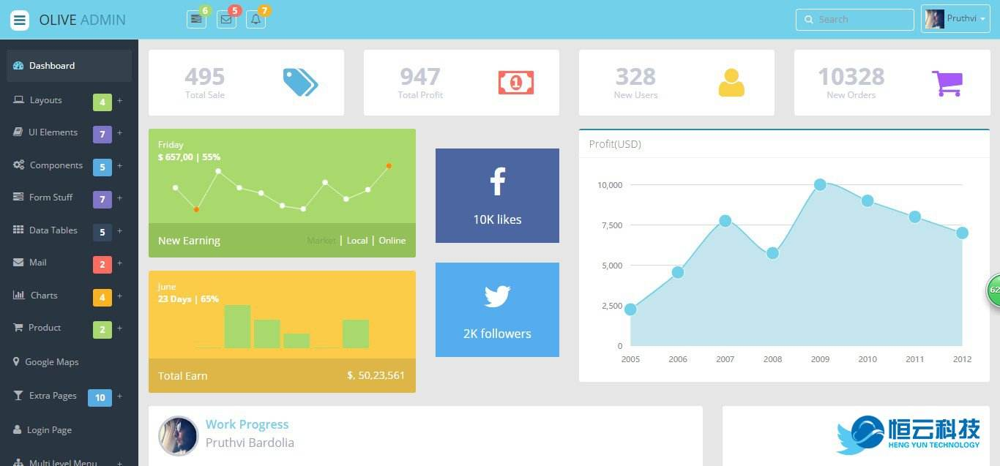 OLIVE ADMIN
6
5
7
Search
Pruthvi
Dashboard
Layouts 4 +
UI Elements 7 +
Components 5 +
Form Stuff 7 +
Data Tables 5 +
Mail 2 +
Charts 4 +
Product 2 +
Google Maps
Extra Pages 10 +
Login Page
Multi level Menu +
495
Total Sale
947
Total Profit
1
328
New Users
10328
New Orders
Friday
$ 657,00 | 55%
New Earning
Market | Local | Online
June
23 Days | 65%
Total Earn
$, 50,23,561
f
10K likes
2K followers
Profit(USD)
10,000
7,500
5,000
2,500
0
2005 2006 2007 2008 2009 2010 2011 2012
62
Work Progress
Pruthvi Bardolia
恒云科技
HENG YUN TECHNOLOGY